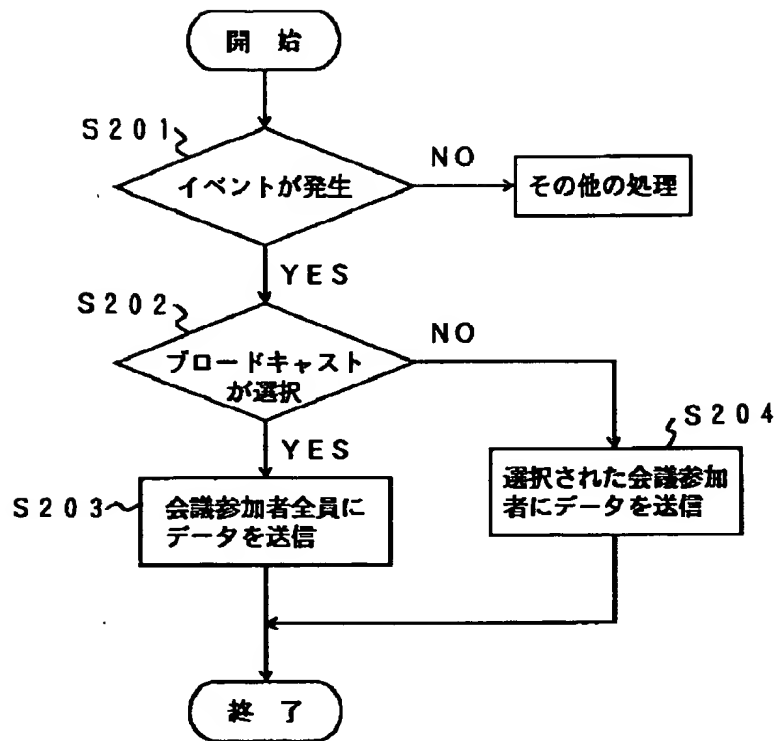 開始
S201
イベントが発生
NO
その他の処理
YES
S202
ブロードキャスト
が選択
NO
YES
S204
選択された会議参加
者にデータを送信
S203
会議参加者全員に
データを送信
終了